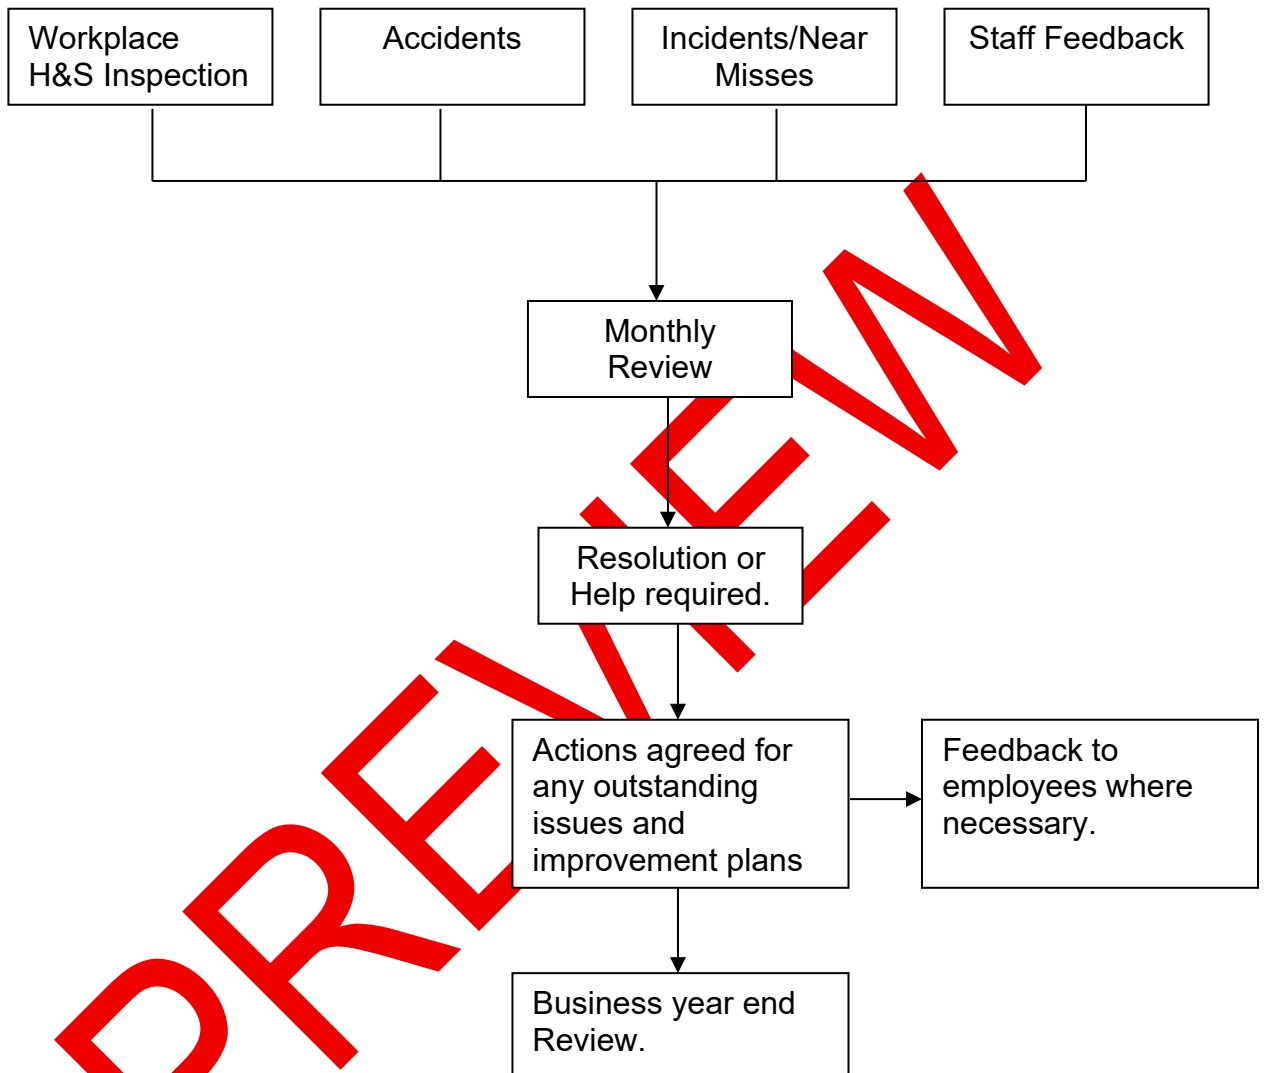 Workplace
H&S Inspection
Accidents
Incidents/Near
Misses
Staff Feedback
Monthly
Review
Resolution or
Help required.
Actions agreed for
any outstanding
issues and
improvement plans
Feedback to
employees where
necessary.
Business year end
Review.
PREVIEW